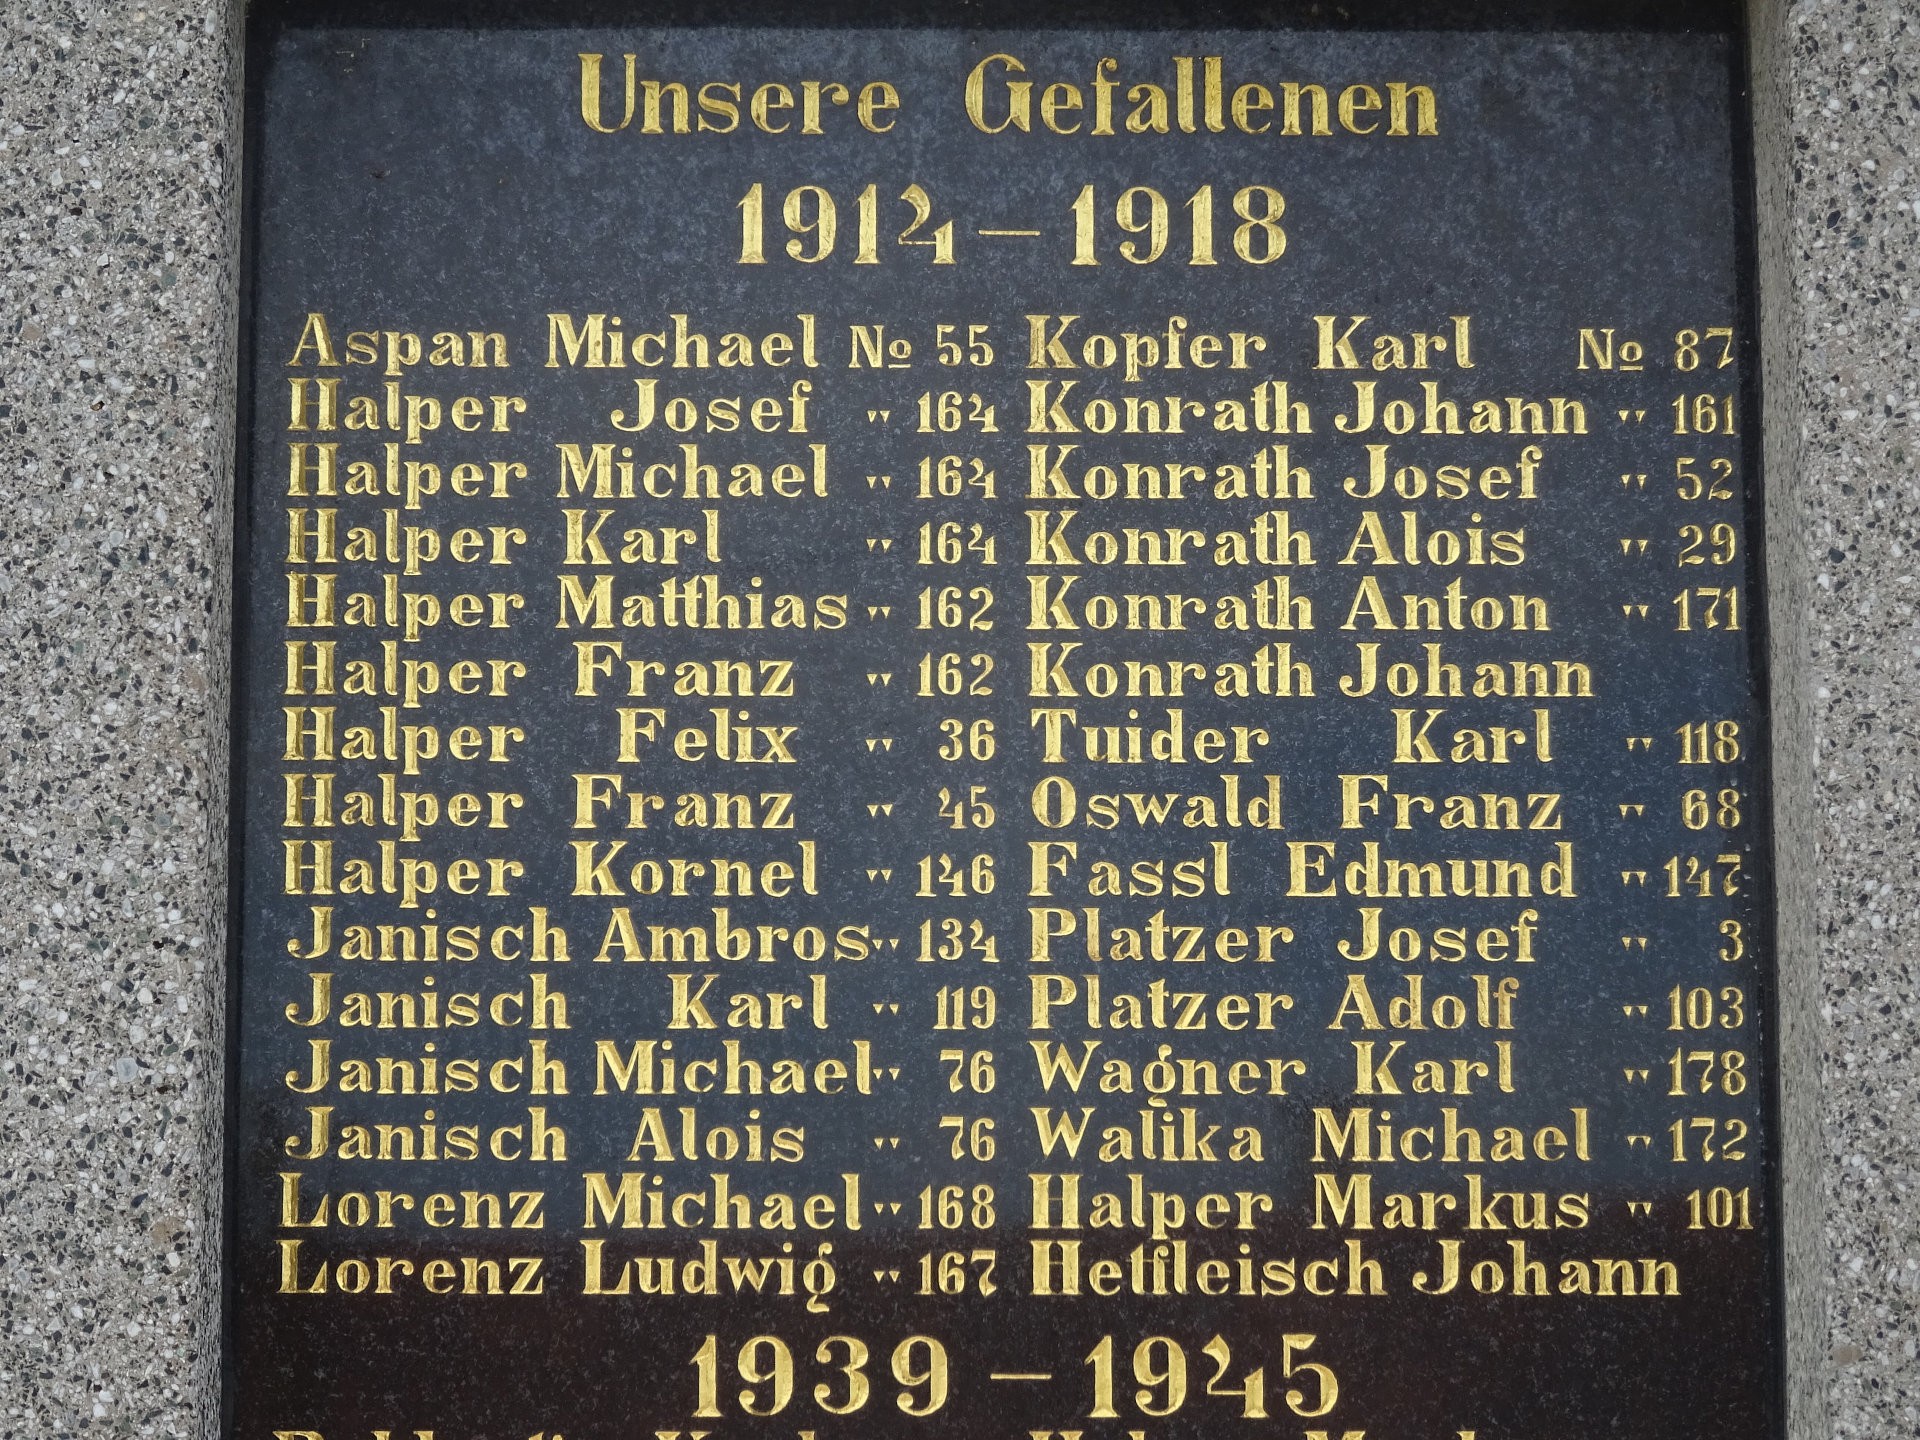 Unsere Gefallenen
1914 – 1918
Aspan Michael No 55 Kopfer Karl No 87
Halper Josef " 164 Konrath Johann " 161
Halper Michael " 164 Konrath Josef " 52
Halper Karl " 164 Konrath Alois " 29
Halper Matthias " 162 Konrath Anton " 171
Halper Franz " 162 Konrath Johann
Halper Felix " 36 Tuider Karl " 118
Halper Franz " 45 Oswald Franz " 68
Halper Kornel " 146 Fassl Edmund " 147
Janisch Ambros " 134 Platzer Josef " 3
Janisch Karl " 119 Platzer Adolf " 103
Janisch Michael " 76 Wagner Karl " 178
Janisch Alois " 76 Walika Michael " 172
Lorenz Michael " 168 Halper Markus " 101
Lorenz Ludwig " 167 Hetfleisch Johann
1939 – 1945